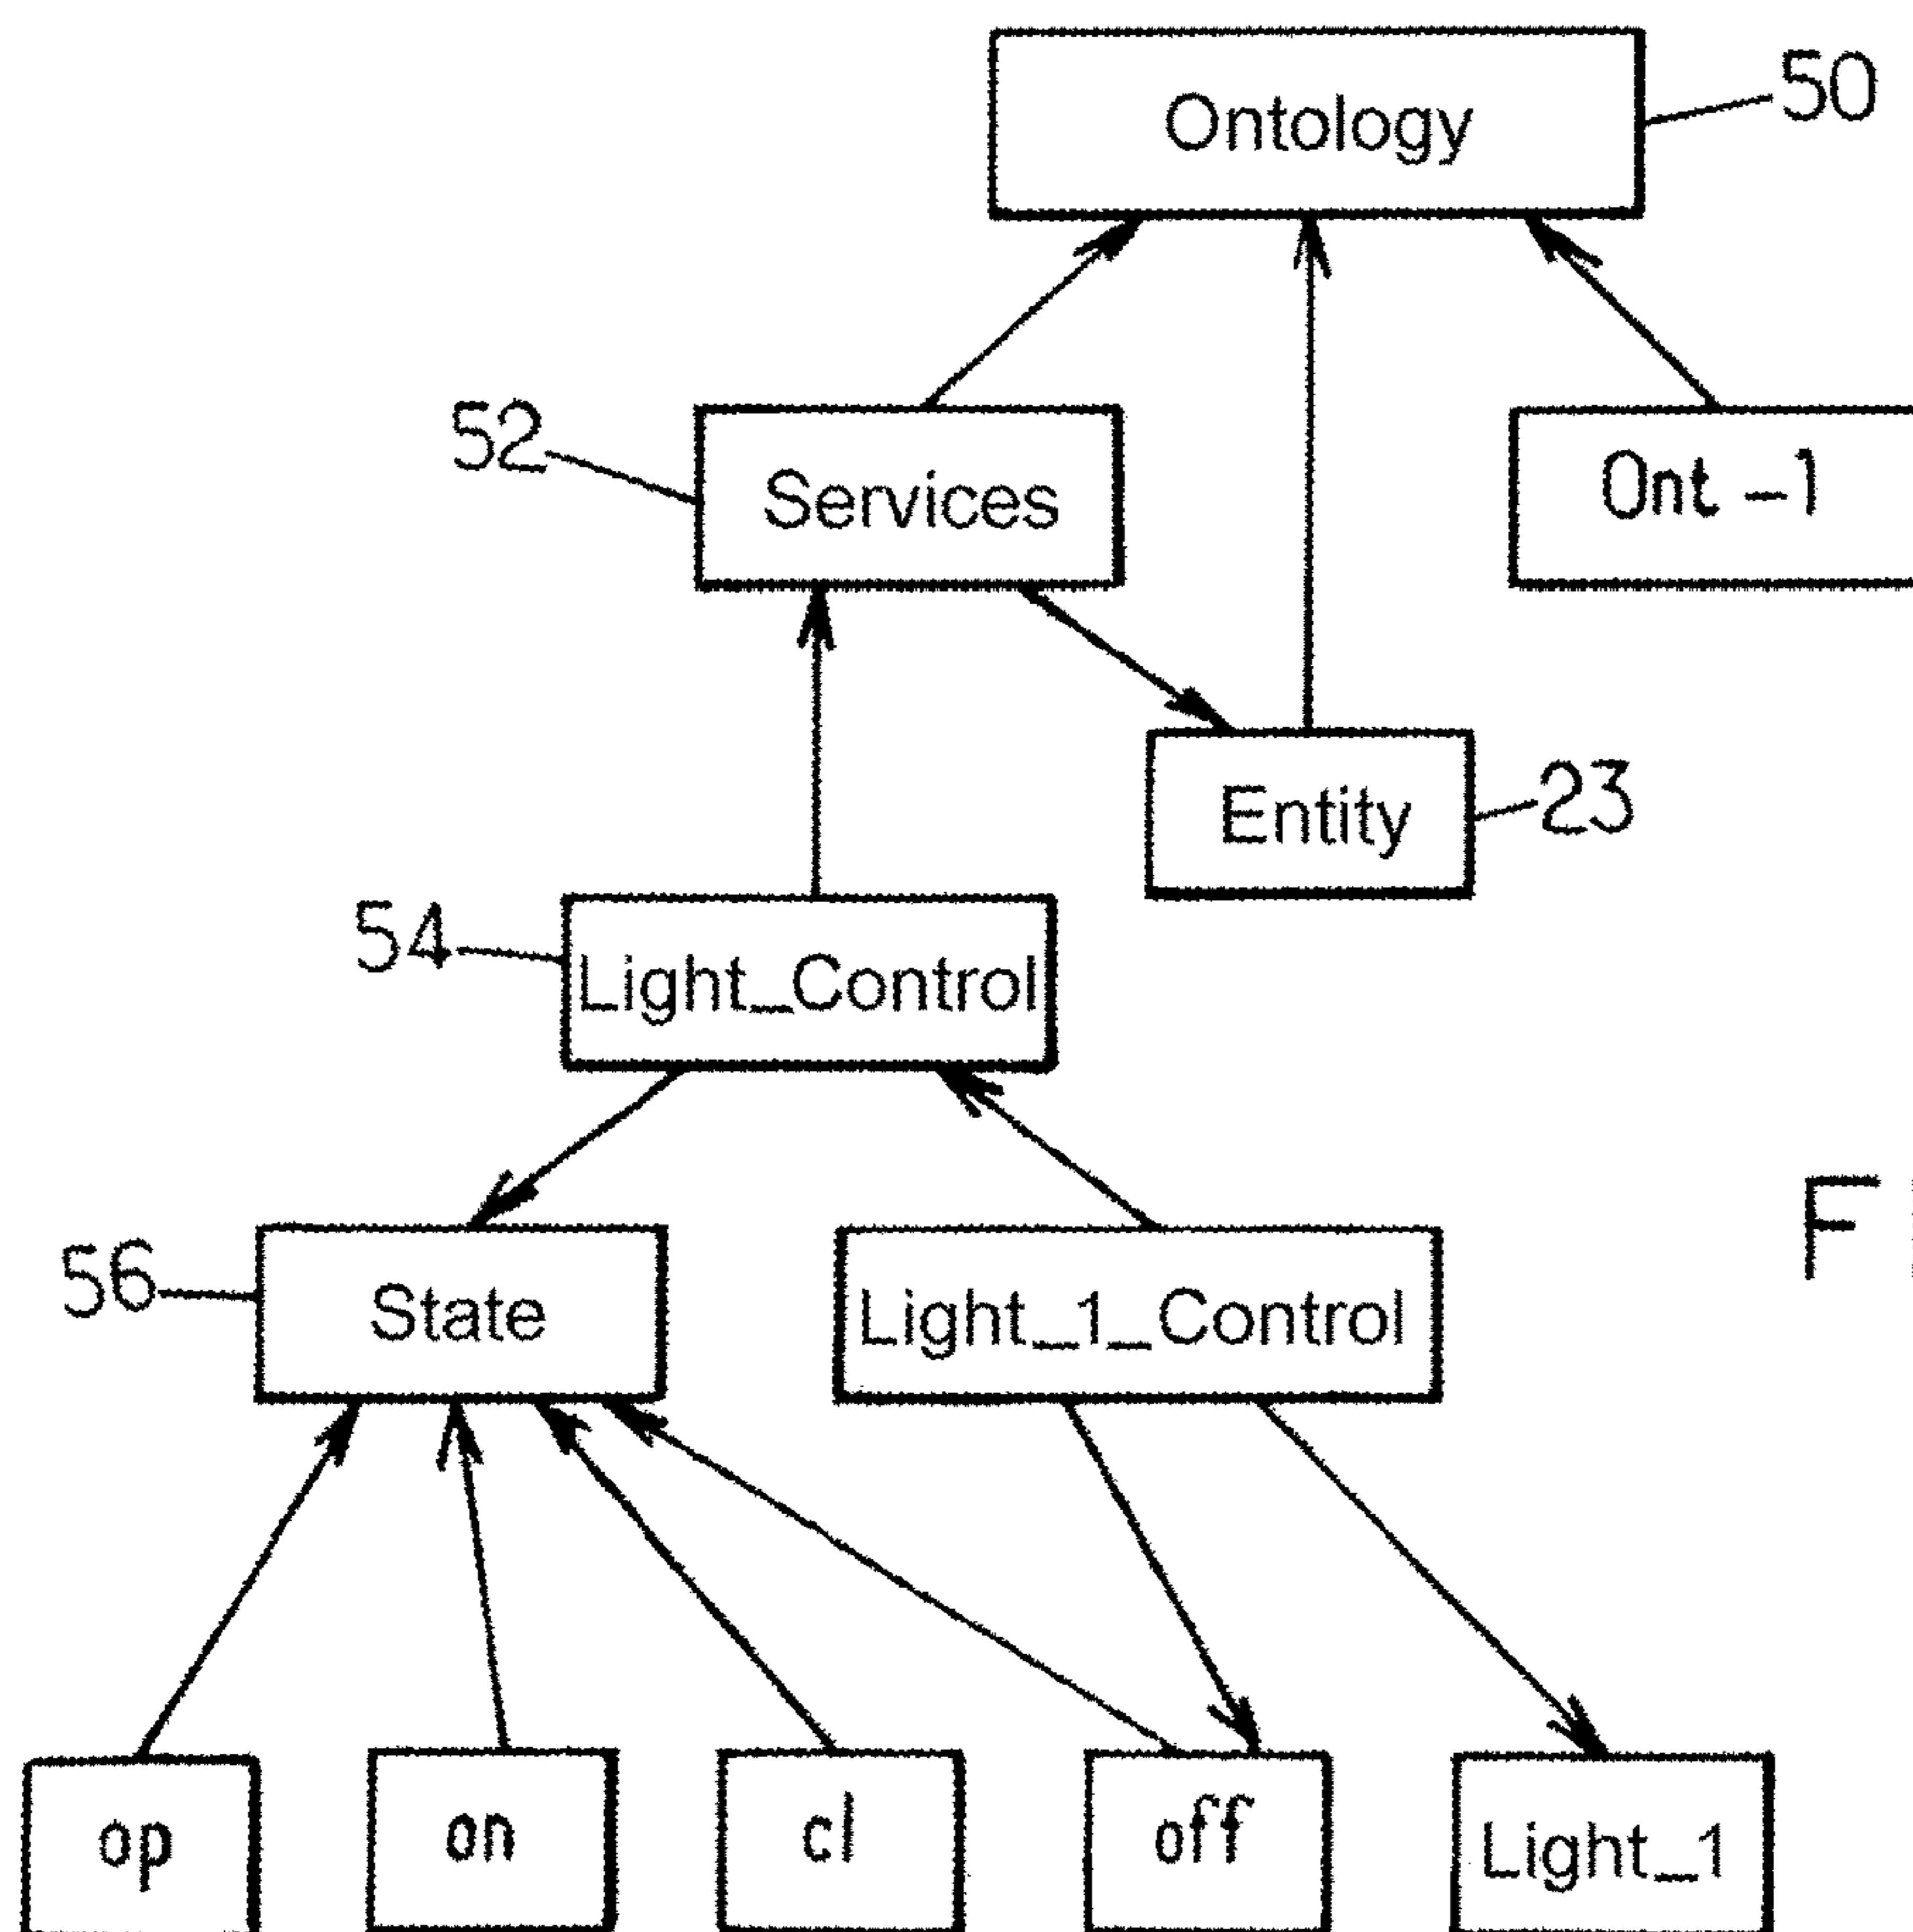 Ontology 50
52 Services Ont-1
Entity 23
54 Light_Control
56 State Light_1_Control
op on cl off Light_1